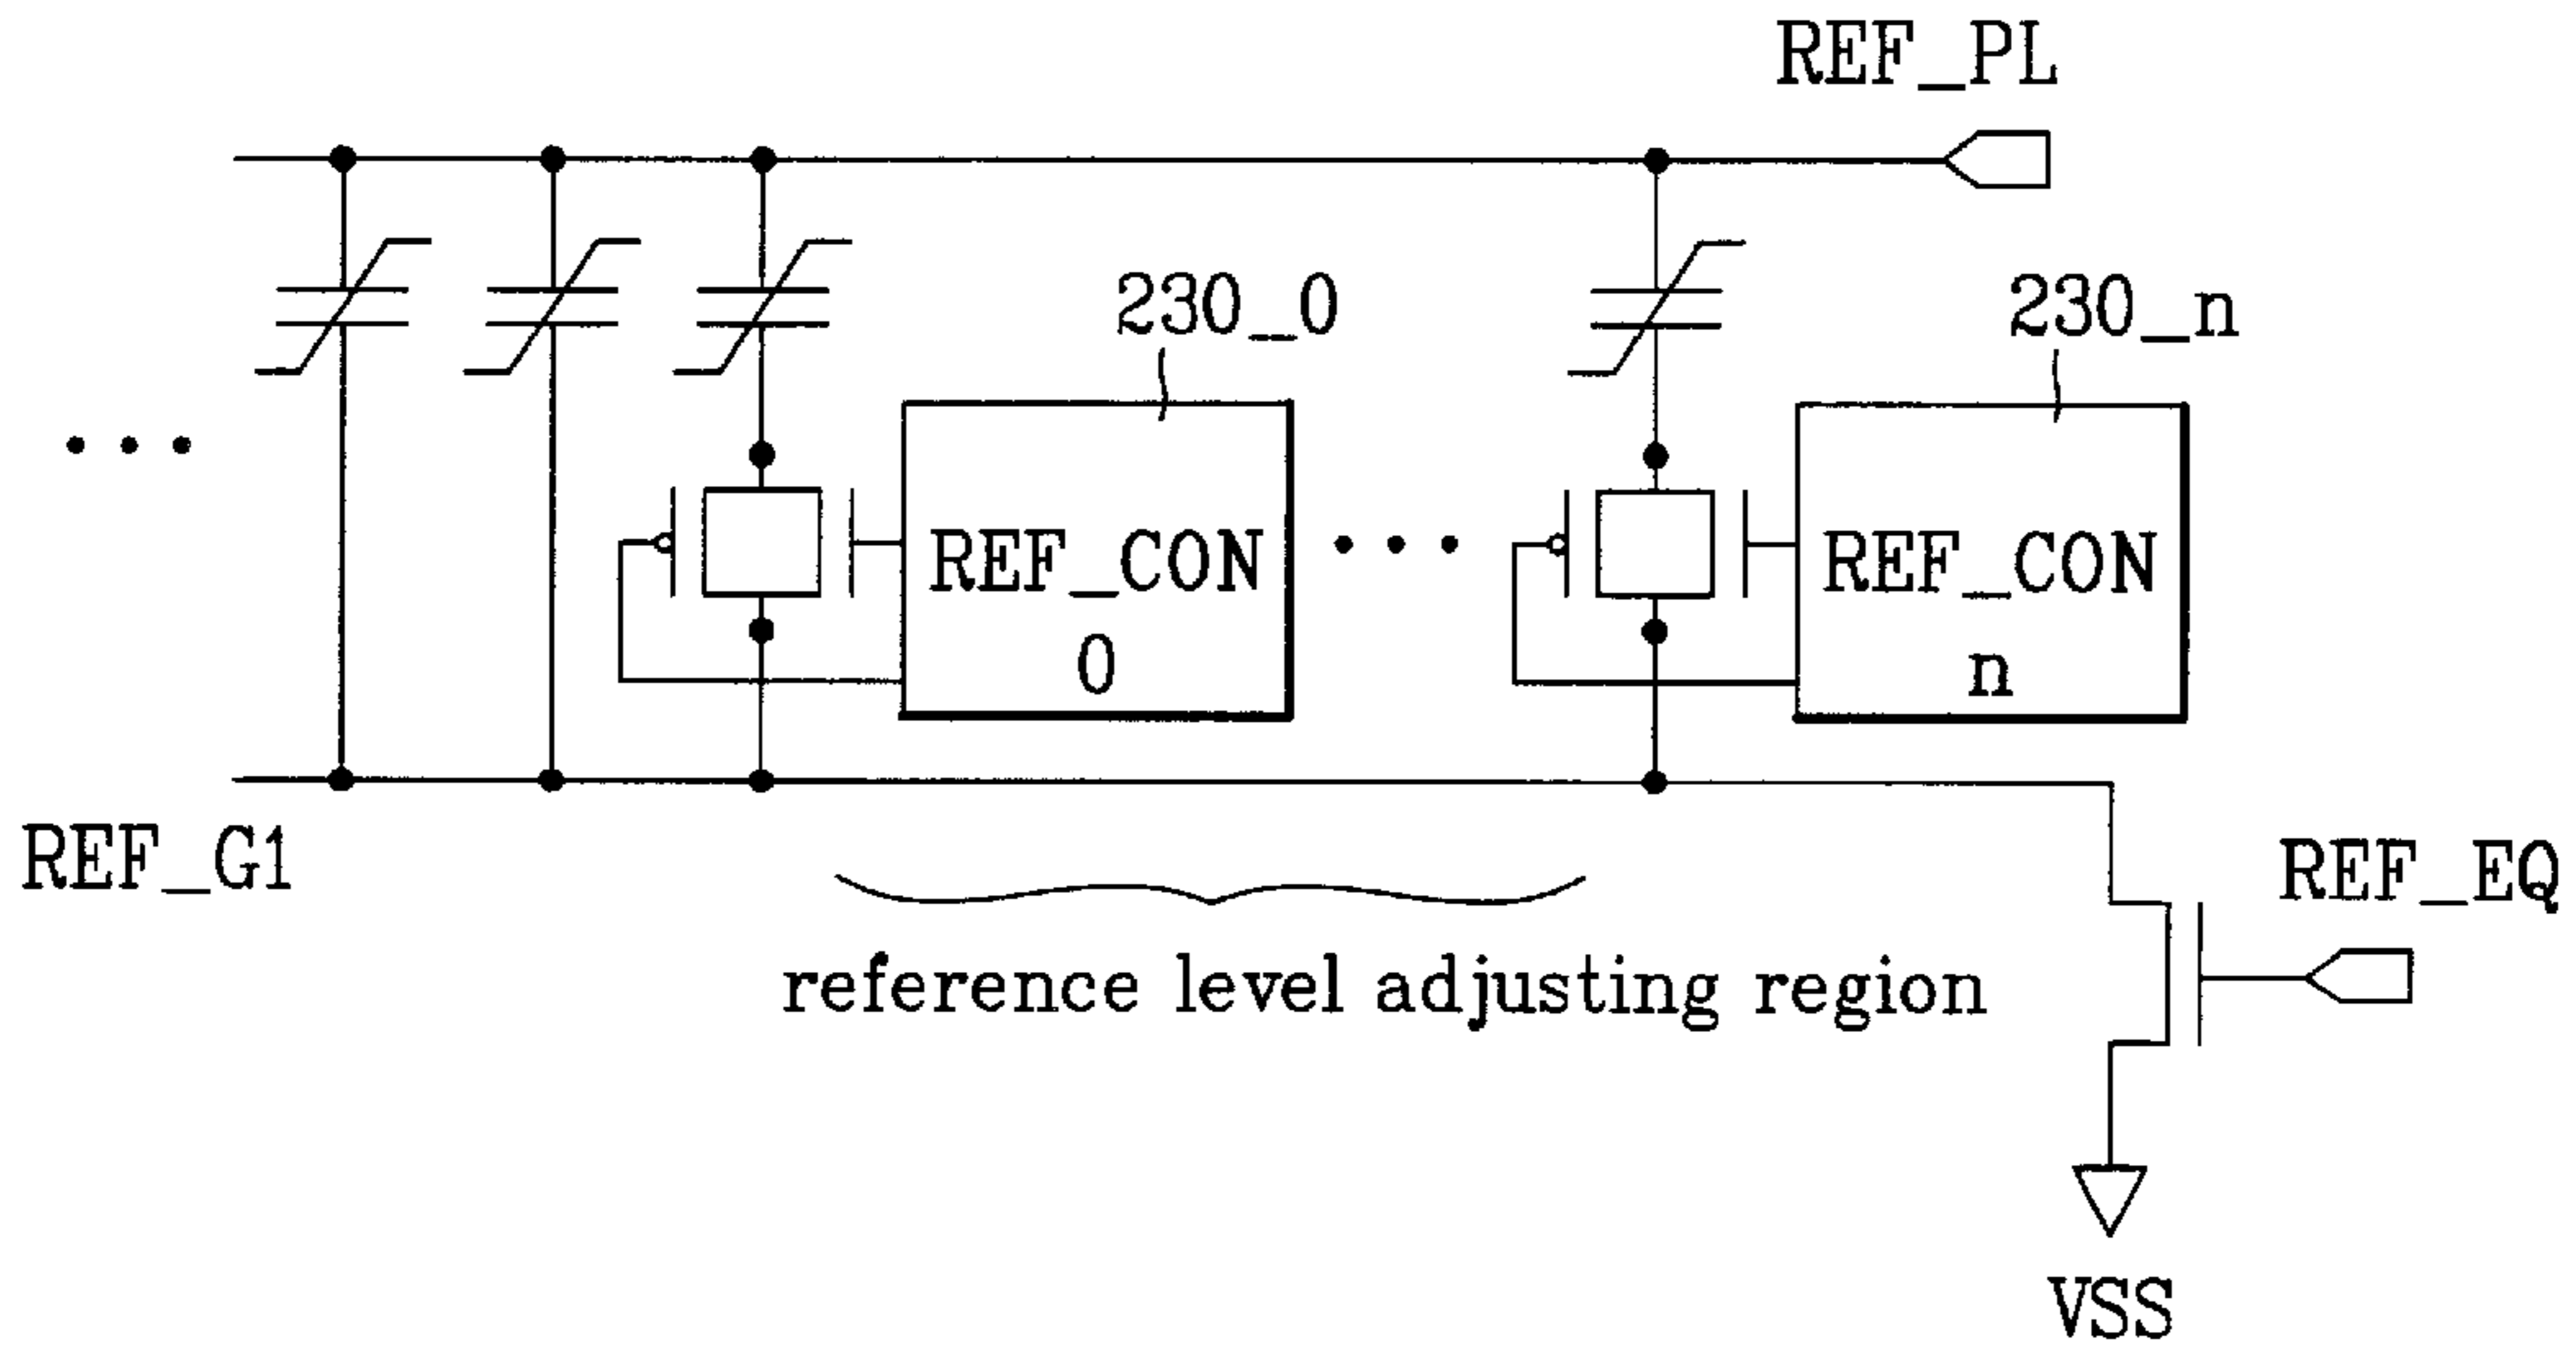 REF_PL
230_0
230_n
REF_CON
0
REF_CON
n
REF_G1
REF_EQ
reference level adjusting region
VSS